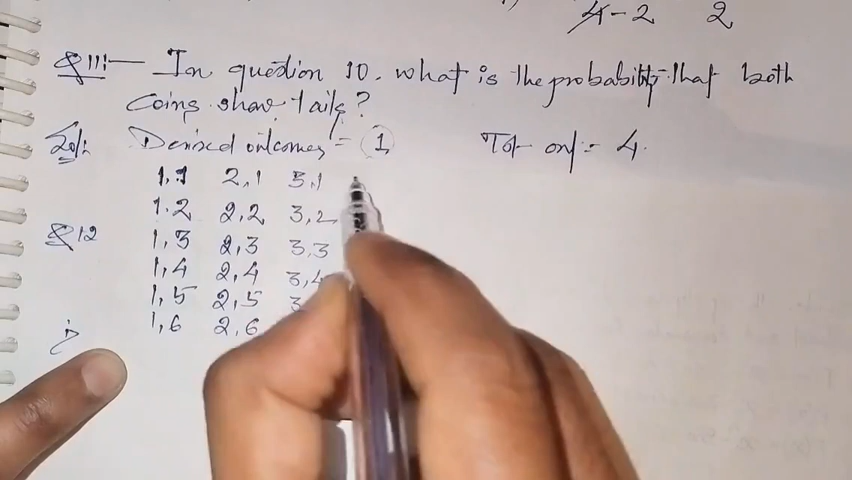 4-2 2
Q11:— In question 10, what is the probability that both
Coins show tails?
Sol: Desired outcomes = 1 Tot out = 4.
1,1 2,1 3,1
1,2 2,2 3,2
Q12 1,3 2,3 3,3
1,4 2,4 3,4
1,5 2,5 3
1,6 2,6